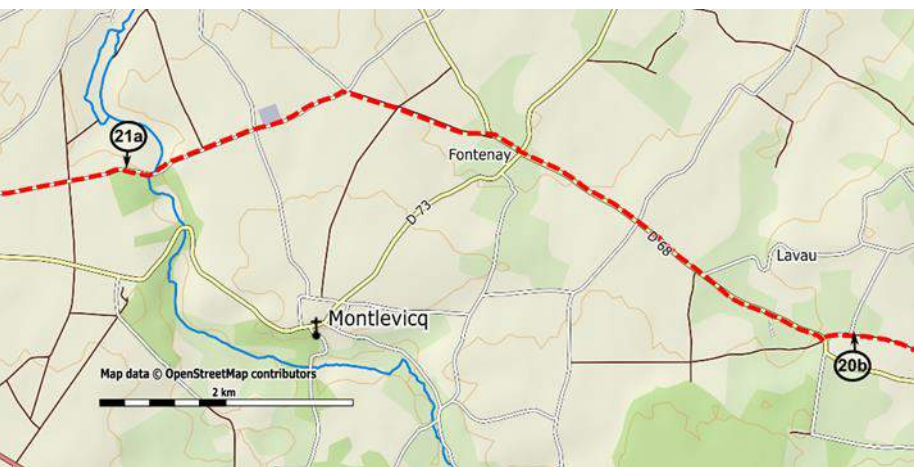 21a
Fontenay
D 73
D 68
Lavau
Montlevicq
20b
Map data © OpenStreetMap contributors
2 km